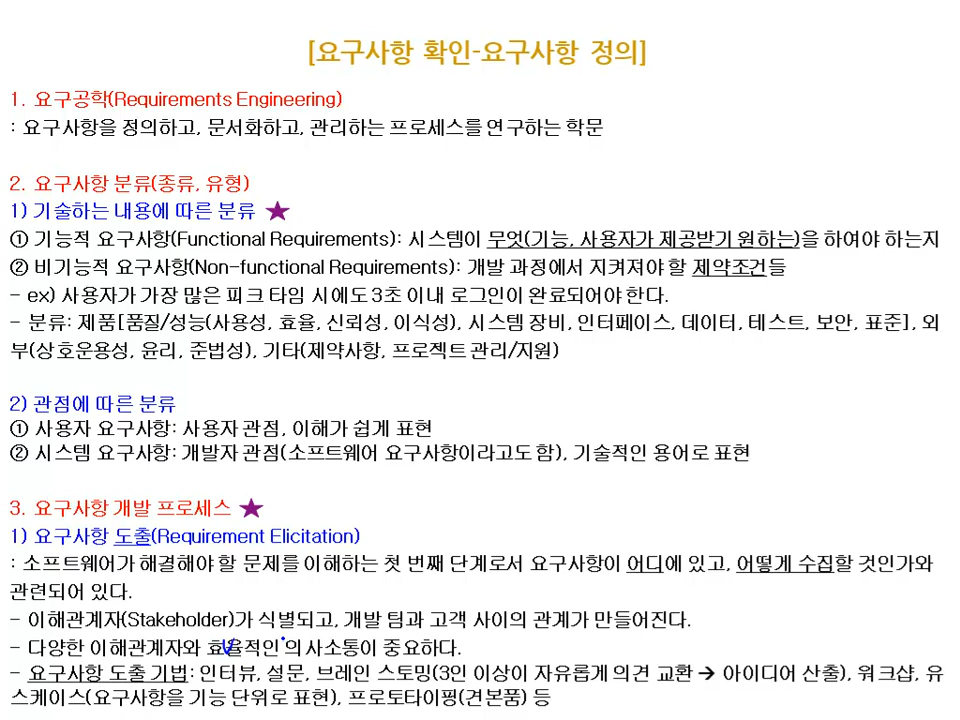 [요구사항 확인-요구사항 정의]
1. 요구공학(Requirements Engineering)
: 요구사항을 정의하고, 문서화하고, 관리하는 프로세스를 연구하는 학문
2. 요구사항 분류(종류, 유형)
1) 기술하는 내용에 따른 분류 ★
① 기능적 요구사항(Functional Requirements): 시스템이 무엇(기능, 사용자가 제공받기 원하는)을 하여야 하는지
② 비기능적 요구사항(Non-functional Requirements): 개발 과정에서 지켜져야 할 제약조건들
- ex) 사용자가 가장 많은 피크 타임 시에도 3초 이내 로그인이 완료되어야 한다.
- 분류: 제품[품질/성능(사용성, 효율, 신뢰성, 이식성), 시스템 장비, 인터페이스, 데이터, 테스트, 보안, 표준], 외
부(상호운용성, 윤리, 준법성), 기타(제약사항, 프로젝트 관리/지원)
2) 관점에 따른 분류
① 사용자 요구사항: 사용자 관점, 이해가 쉽게 표현
② 시스템 요구사항: 개발자 관점(소프트웨어 요구사항이라고도 함), 기술적인 용어로 표현
3. 요구사항 개발 프로세스 ★
1) 요구사항 도출(Requirement Elicitation)
: 소프트웨어가 해결해야 할 문제를 이해하는 첫 번째 단계로서 요구사항이 어디에 있고, 어떻게 수집할 것인가와
관련되어 있다.
- 이해관계자(Stakeholder)가 식별되고, 개발 팀과 고객 사이의 관계가 만들어진다.
- 다양한 이해관계자와 효율적인 의사소통이 중요하다.
- 요구사항 도출 기법: 인터뷰, 설문, 브레인 스토밍(3인 이상이 자유롭게 의견 교환 → 아이디어 산출), 워크샵, 유
스케이스(요구사항을 기능 단위로 표현), 프로토타이핑(견본품) 등